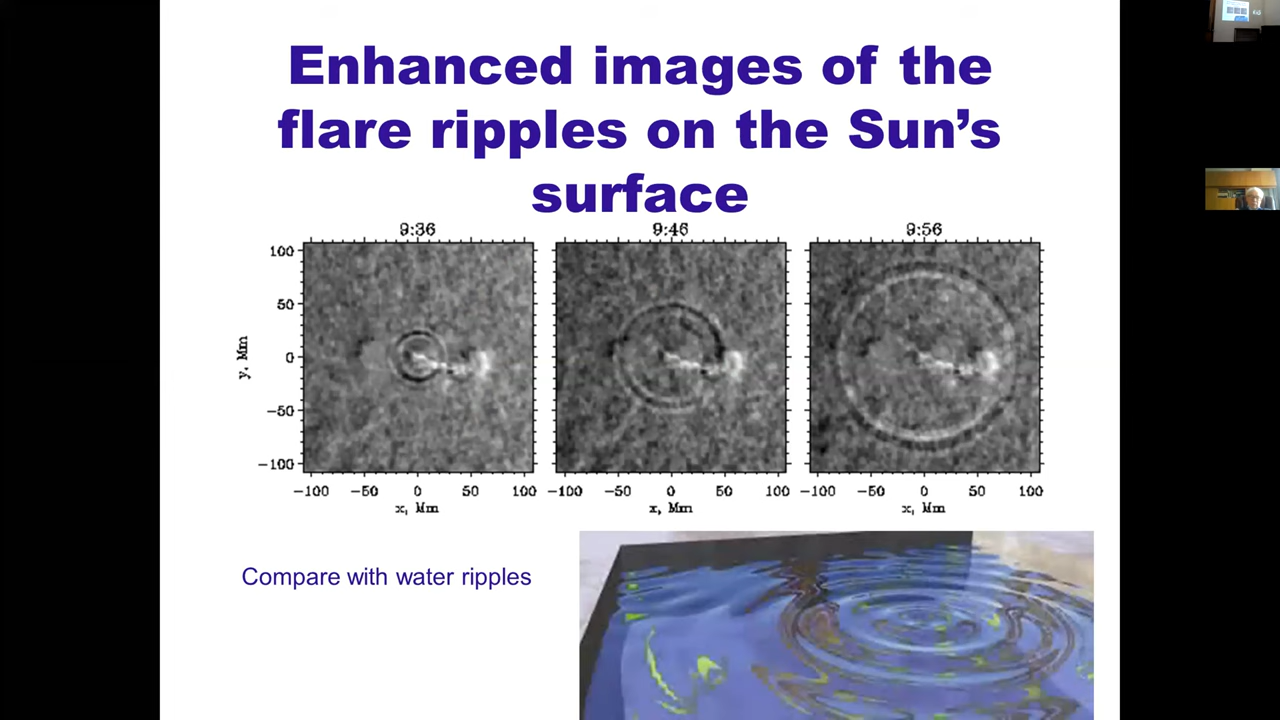 Enhanced images of the
flare ripples on the Sun’s
surface
9:36 9:46 9:56
100
50
0
y, Mm
−50
−100
−100 −50 0 50 100 −100 −50 0 50 100 −100 −50 0 50 100
x, Mm x, Mm x, Mm
Compare with water ripples